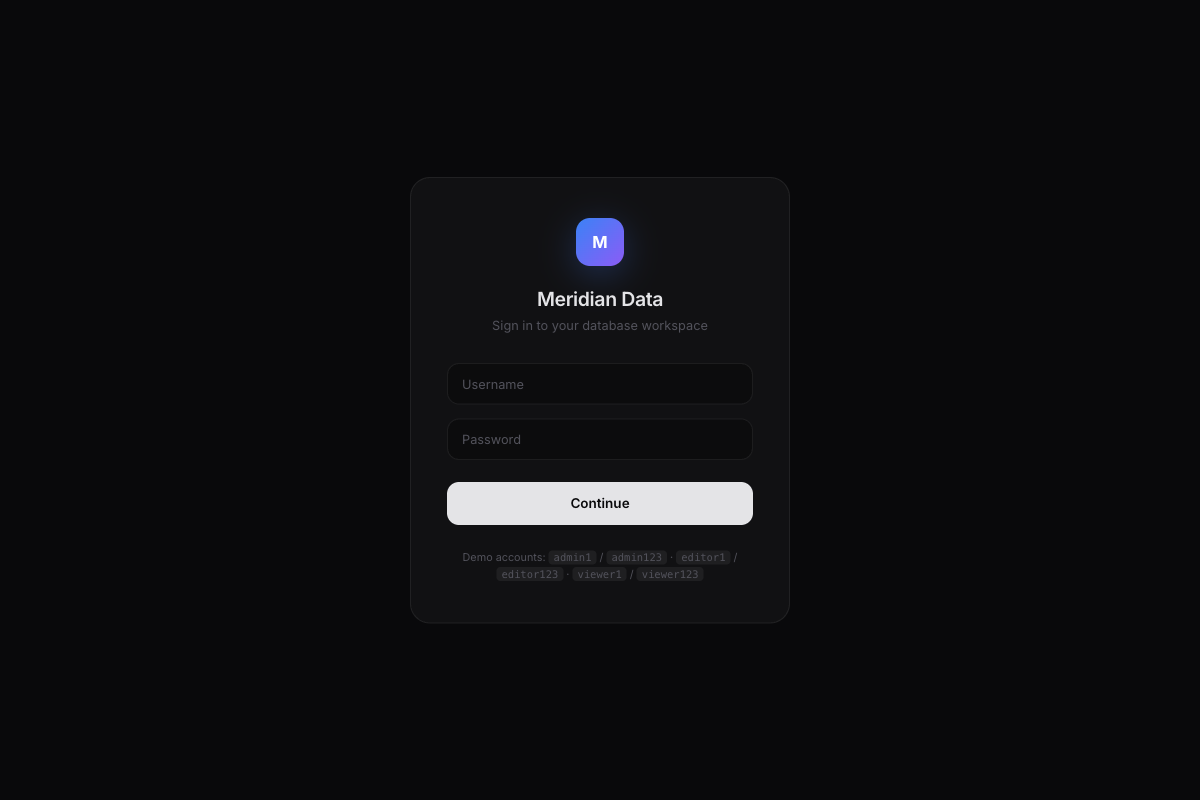 M
Meridian Data
Sign in to your database workspace
Username
Password
Continue
Demo accounts: admin1 / admin123 · editor1 /
editor123 · viewer1 / viewer123